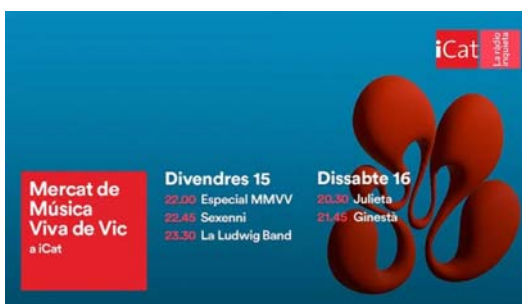 iCat
La ràdio
inquieta
Mercat de
Música
Viva de Vic
a iCat
Divendres 15
22.00 Especial MMVV
22.45 Sexenni
23.30 La Ludwig Band
Dissabte 16
20.30 Julieta
21.45 Ginestà